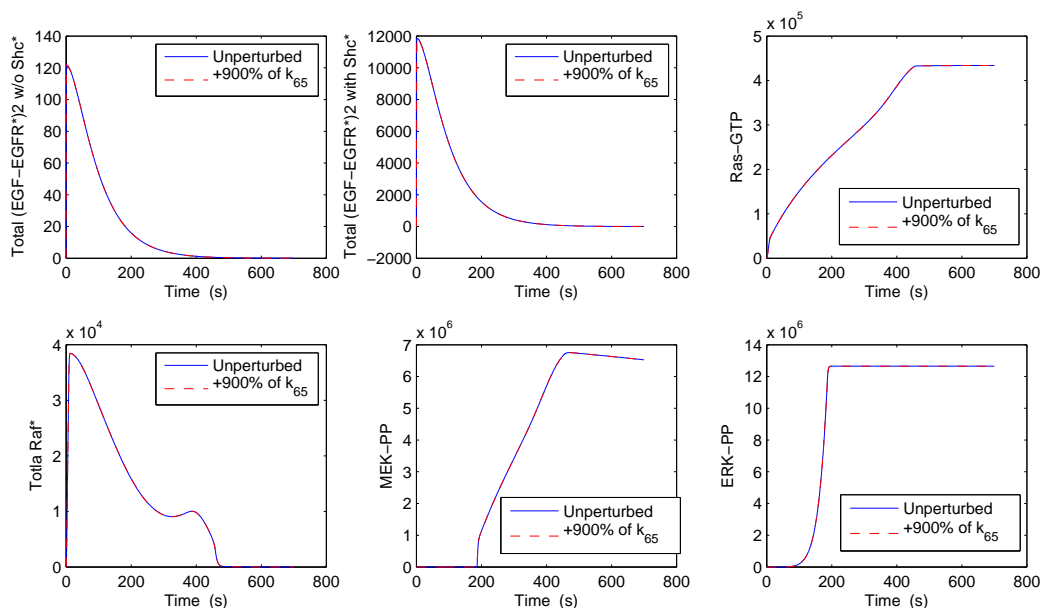 Total (EGF−EGFR*)2 w/o Shc*
140
120
100
80
60
40
20
0
0 200 400 600 800
Time (s)
Unperturbed
+900% of k65
Total (EGF−EGFR*)2 with Shc*
12000
10000
8000
6000
4000
2000
0
−2000
0 200 400 600 800
Time (s)
Unperturbed
+900% of k65
x 10^5
Ras−GTP
5
4
3
2
1
0
0 200 400 600 800
Time (s)
Unperturbed
+900% of k65
x 10^4
Totla Raf*
4
3
2
1
0
0 200 400 600 800
Time (s)
Unperturbed
+900% of k65
x 10^6
MEK−PP
7
6
5
4
3
2
1
0
0 200 400 600 800
Time (s)
Unperturbed
+900% of k65
x 10^6
ERK−PP
14
12
10
8
6
4
2
0
0 200 400 600 800
Time (s)
Unperturbed
+900% of k65